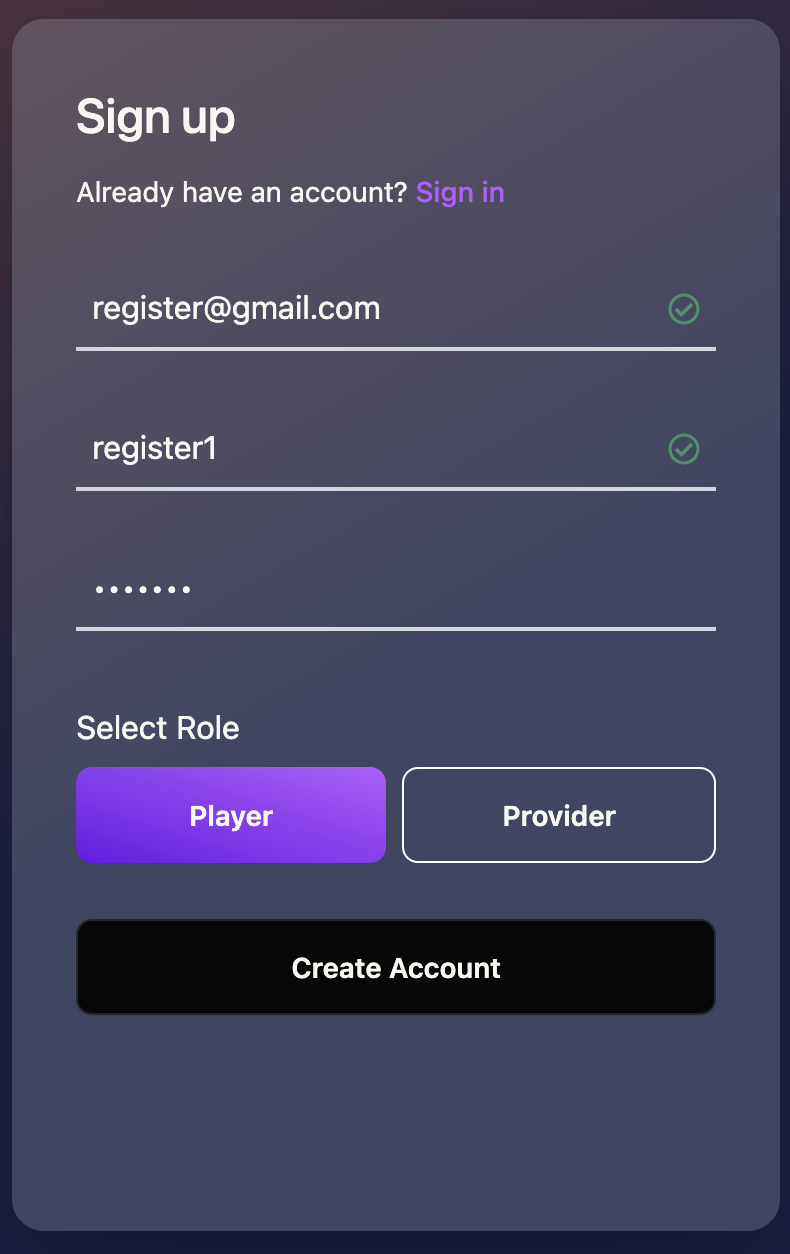 Sign up
Already have an account? Sign in
register@gmail.com
register1
•••••••
Select Role
Player Provider
Create Account